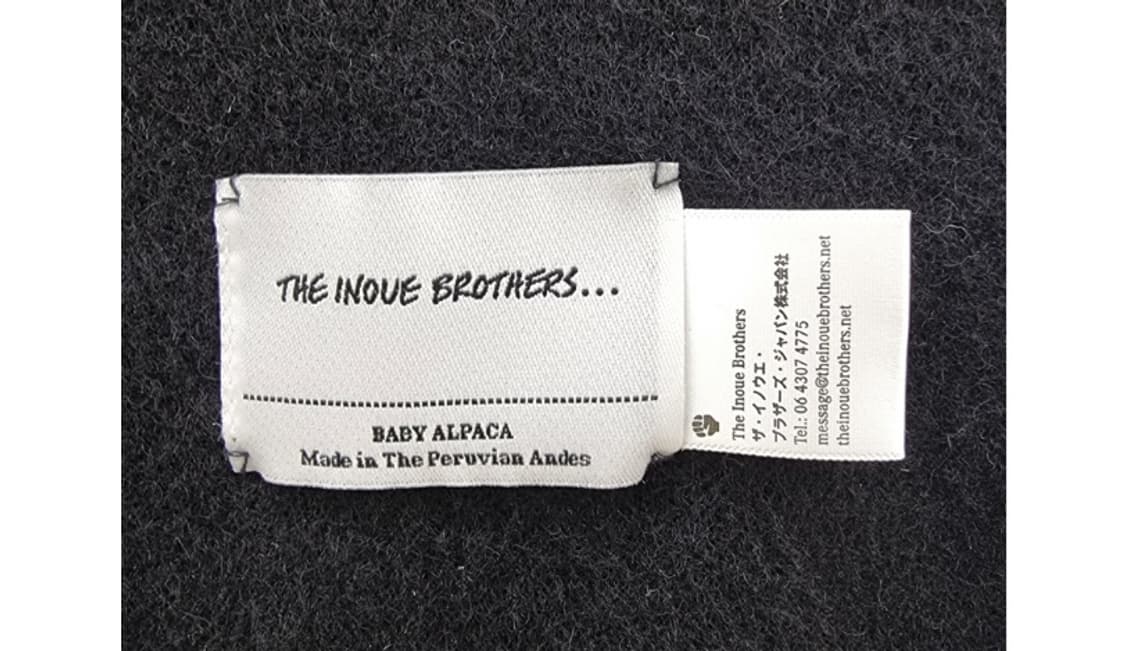 THE INOUE BROTHERS...
BABY ALPACA
Made in The Peruvian Andes
The Inoue Brothers
ザ・イノウエ・
ブラザーズ・ジャパン株式会社
Tel.: 06 4307 4775
message@theinouebrothers.net
theinouebrothers.net